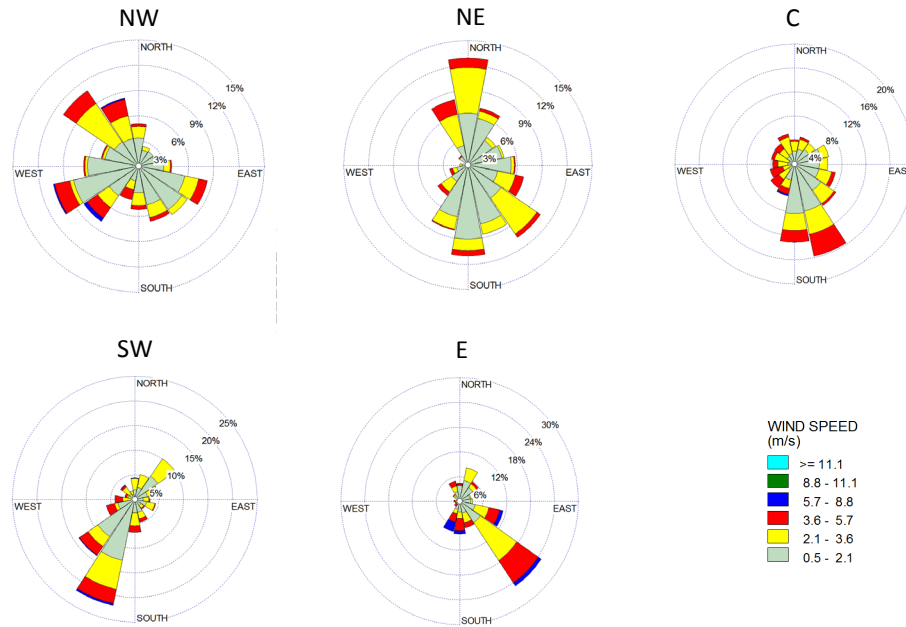 NW
NORTH
15%
12%
9%
6%
3%
WEST
EAST
SOUTH
NE
NORTH
15%
12%
9%
6%
3%
WEST
EAST
SOUTH
C
NORTH
20%
16%
12%
8%
4%
WEST
EAST
SOUTH
SW
NORTH
25%
20%
15%
10%
5%
WEST
EAST
SOUTH
E
NORTH
30%
24%
18%
12%
6%
WEST
EAST
SOUTH
WIND SPEED
(m/s)
>= 11.1
8.8 - 11.1
5.7 - 8.8
3.6 - 5.7
2.1 - 3.6
0.5 - 2.1